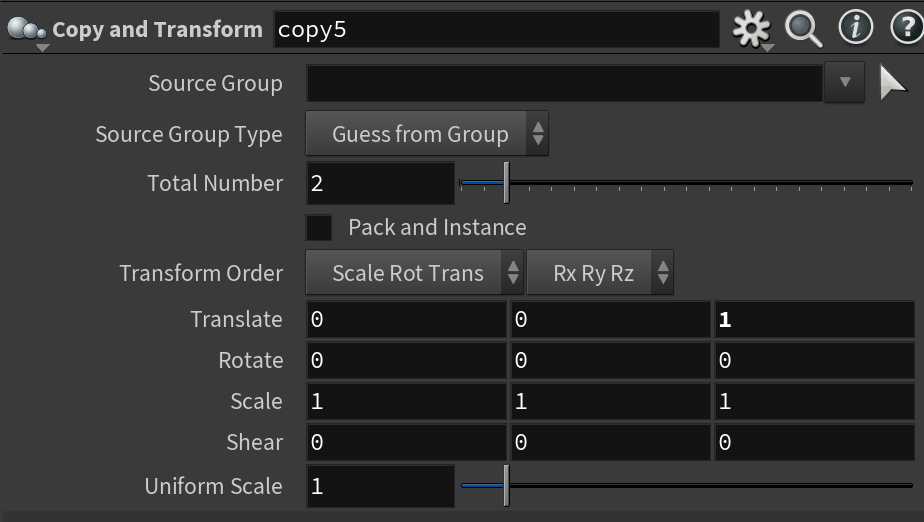 Copy and Transform copy5
Source Group
Source Group Type Guess from Group
Total Number 2
Pack and Instance
Transform Order Scale Rot Trans Rx Ry Rz
Translate 0 0 1
Rotate 0 0 0
Scale 1 1 1
Shear 0 0 0
Uniform Scale 1